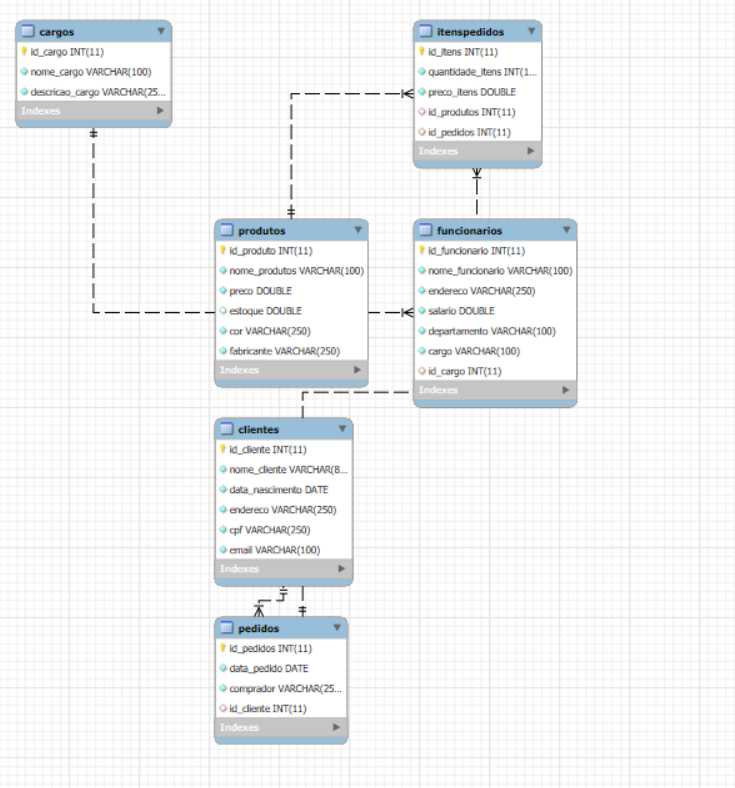 cargos
id_cargo INT(11)
nome_cargo VARCHAR(100)
descricao_cargo VARCHAR(25...
Indexes
itenspedidos
id_itens INT(11)
quantidade_itens INT(1...
preco_itens DOUBLE
id_produtos INT(11)
id_pedidos INT(11)
Indexes
produtos
id_produto INT(11)
nome_produtos VARCHAR(100)
preco DOUBLE
estoque DOUBLE
cor VARCHAR(250)
fabricante VARCHAR(250)
Indexes
funcionarios
id_funcionario INT(11)
nome_funcionario VARCHAR(100)
endereco VARCHAR(250)
salario DOUBLE
departamento VARCHAR(100)
cargo VARCHAR(100)
id_cargo INT(11)
Indexes
clientes
id_cliente INT(11)
nome_cliente VARCHAR(8...
data_nascimento DATE
endereco VARCHAR(250)
cpf VARCHAR(250)
email VARCHAR(100)
Indexes
pedidos
id_pedidos INT(11)
data_pedido DATE
comprador VARCHAR(25...
id_cliente INT(11)
Indexes